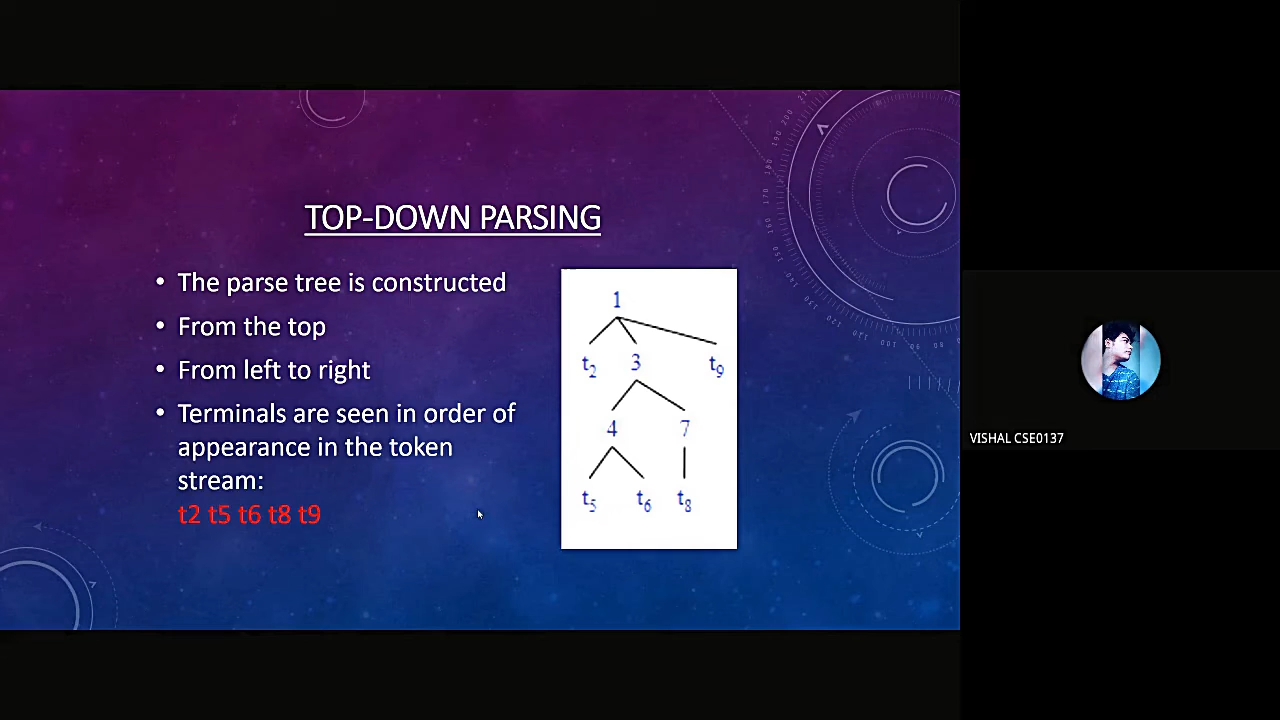 TOP-DOWN PARSING
• The parse tree is constructed
• From the top
• From left to right
• Terminals are seen in order of
appearance in the token
stream:
t2 t5 t6 t8 t9
1
t2 3 t9
4 7
t5 t6 t8
VISHAL CSE0137